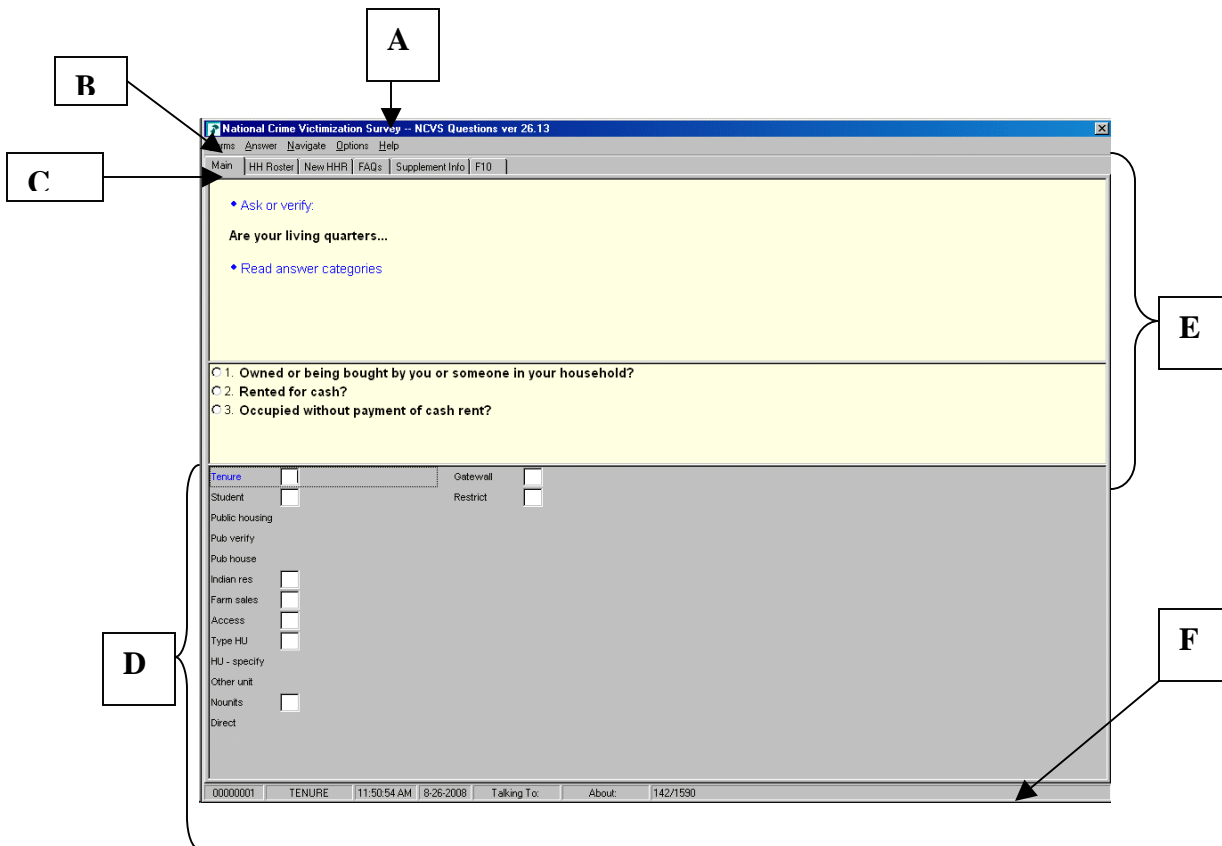 A
B
National Crime Victimization Survey -- NCVS Questions ver 26.13
Answer Navigate Options Help
C
Main HH Roster New HHR FAQs Supplement Info F10
Ask or verify:
Are your living quarters...
Read answer categories
E
1. Owned or being bought by you or someone in your household?
2. Rented for cash?
3. Occupied without payment of cash rent?
Tenure Gatewall
Student Restrict
Public housing
Pub verify
Pub house
Indian res
Farm sales
Access
F
Type HU
D
HU - specify
Other unit
Nounits
Direct
00000001 TENURE 11:50:54 AM 8-26-2008 Talking To: About: 142/1590